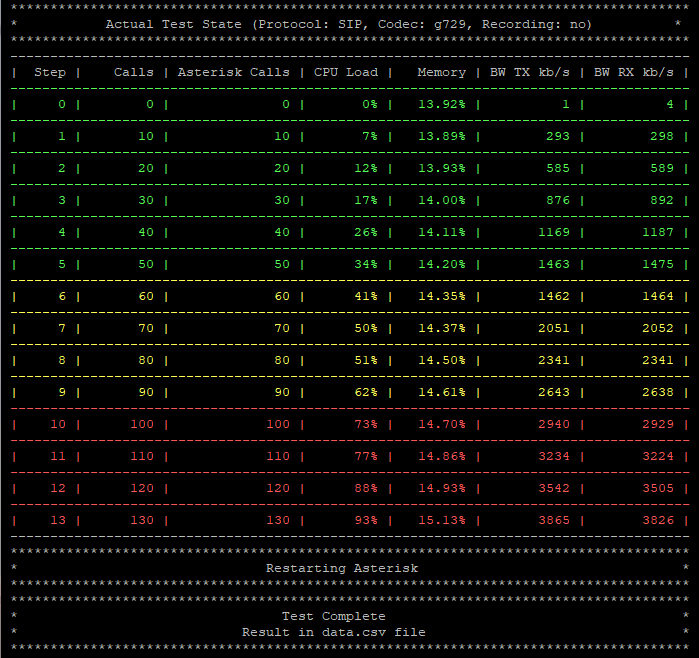 *************************************************************************************
* Actual Test State (Protocol: SIP, Codec: g729, Recording: no) *
*************************************************************************************
-------------------------------------------------------------------------------------
| Step | Calls | Asterisk Calls | CPU Load | Memory | BW TX kb/s | BW RX kb/s |
-------------------------------------------------------------------------------------
| 0 | 0 | 0 | 0% | 13.92% | 1 | 4 |
-------------------------------------------------------------------------------------
| 1 | 10 | 10 | 7% | 13.89% | 293 | 298 |
-------------------------------------------------------------------------------------
| 2 | 20 | 20 | 12% | 13.93% | 585 | 589 |
-------------------------------------------------------------------------------------
| 3 | 30 | 30 | 17% | 14.00% | 876 | 892 |
-------------------------------------------------------------------------------------
| 4 | 40 | 40 | 26% | 14.11% | 1169 | 1187 |
-------------------------------------------------------------------------------------
| 5 | 50 | 50 | 34% | 14.20% | 1463 | 1475 |
-------------------------------------------------------------------------------------
| 6 | 60 | 60 | 41% | 14.35% | 1462 | 1464 |
-------------------------------------------------------------------------------------
| 7 | 70 | 70 | 50% | 14.37% | 2051 | 2052 |
-------------------------------------------------------------------------------------
| 8 | 80 | 80 | 51% | 14.50% | 2341 | 2341 |
-------------------------------------------------------------------------------------
| 9 | 90 | 90 | 62% | 14.61% | 2643 | 2638 |
-------------------------------------------------------------------------------------
| 10 | 100 | 100 | 73% | 14.70% | 2940 | 2929 |
-------------------------------------------------------------------------------------
| 11 | 110 | 110 | 77% | 14.86% | 3234 | 3224 |
-------------------------------------------------------------------------------------
| 12 | 120 | 120 | 88% | 14.93% | 3542 | 3505 |
-------------------------------------------------------------------------------------
| 13 | 130 | 130 | 93% | 15.13% | 3865 | 3826 |
-------------------------------------------------------------------------------------
*************************************************************************************
* Restarting Asterisk *
*************************************************************************************
*************************************************************************************
* Test Complete *
* Result in data.csv file *
*************************************************************************************